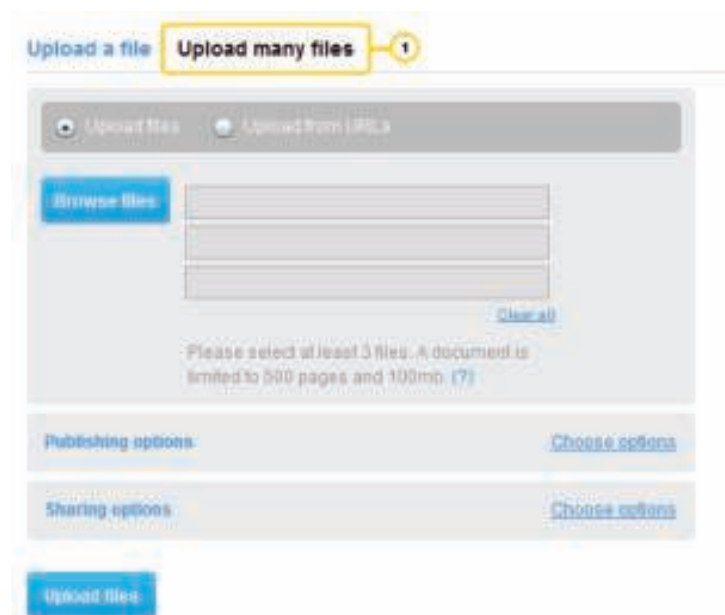 Upload a file Upload many files 1
Upload files Upload from URLs
Browse files
Clear all
Please select at least 3 files. A document is
limited to 500 pages and 100mb. (?)
Publishing options Choose options
Sharing options Choose options
Upload files